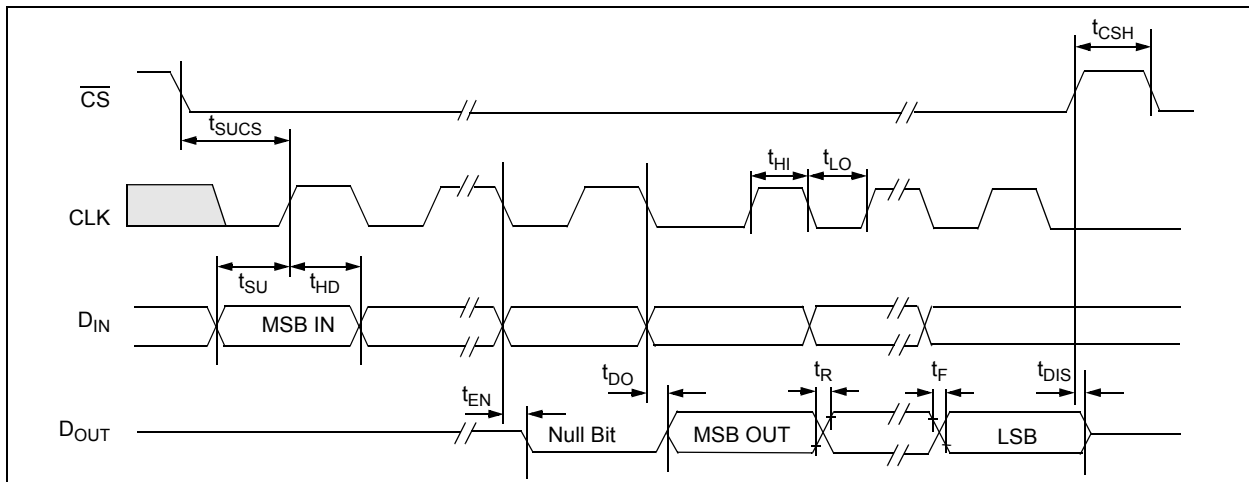 tCSH
CS
tSUCS
tHI tLO
CLK
tSU tHD
DIN MSB IN
tEN tDO tR tF tDIS
DOUT Null Bit MSB OUT LSB